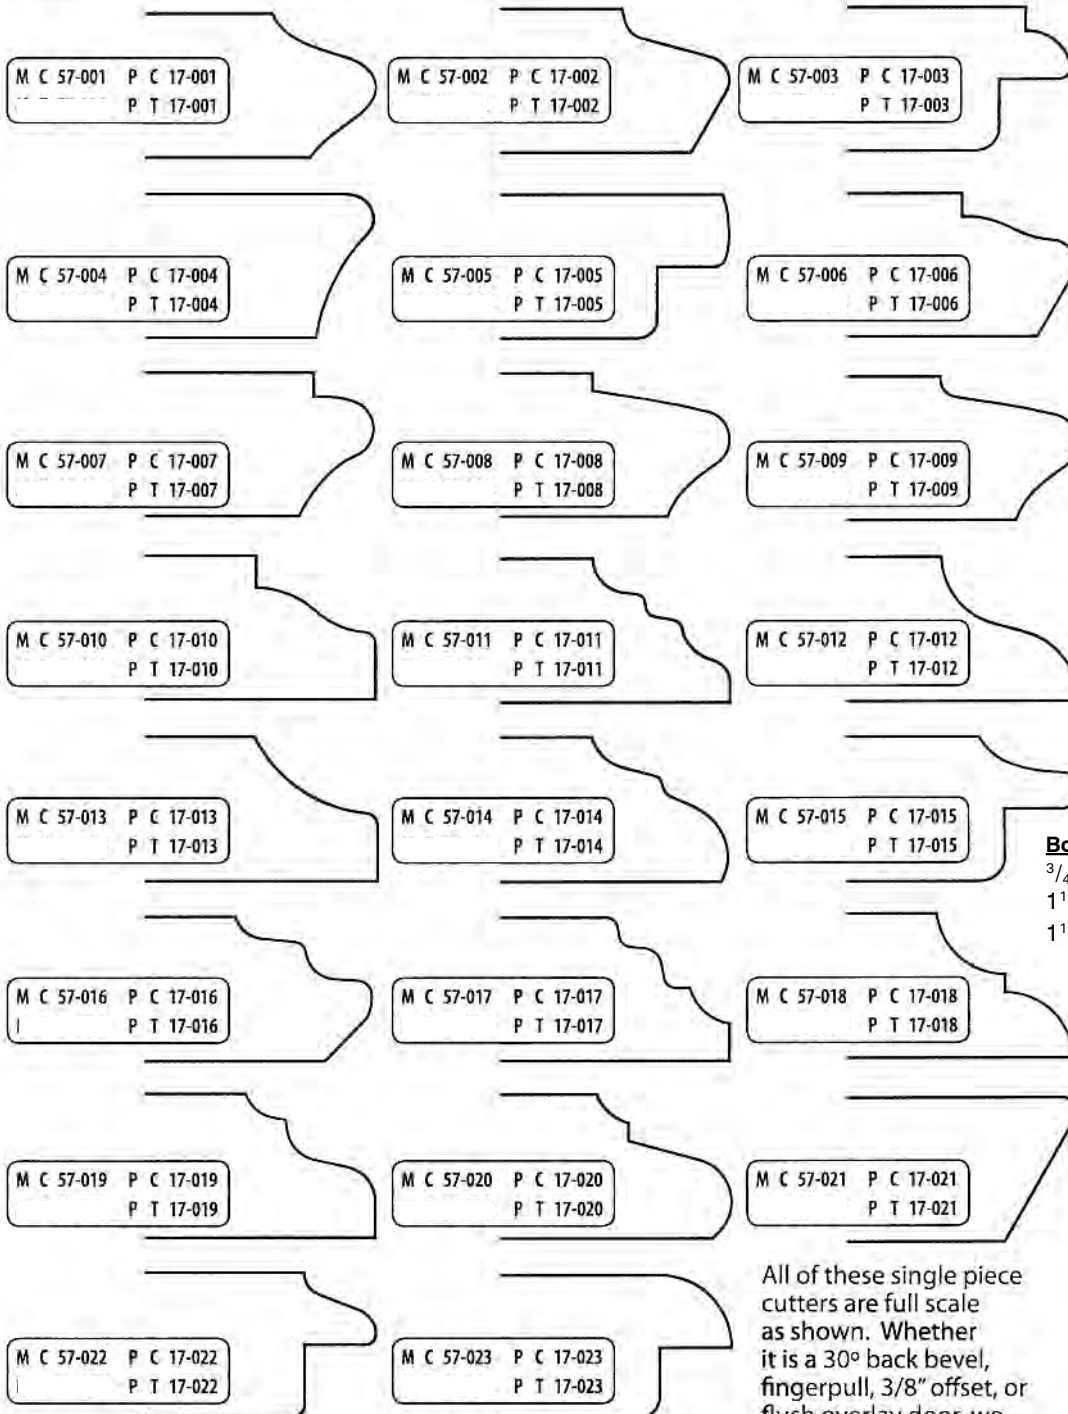 M C 57-001 P C 17-001
P T 17-001
M C 57-002 P C 17-002
P T 17-002
M C 57-003 P C 17-003
P T 17-003
M C 57-004 P C 17-004
P T 17-004
M C 57-005 P C 17-005
P T 17-005
M C 57-006 P C 17-006
P T 17-006
M C 57-007 P C 17-007
P T 17-007
M C 57-008 P C 17-008
P T 17-008
M C 57-009 P C 17-009
P T 17-009
M C 57-010 P C 17-010
P T 17-010
M C 57-011 P C 17-011
P T 17-011
M C 57-012 P C 17-012
P T 17-012
M C 57-013 P C 17-013
P T 17-013
M C 57-014 P C 17-014
P T 17-014
M C 57-015 P C 17-015
P T 17-015
M C 57-016 P C 17-016
P T 17-016
M C 57-017 P C 17-017
P T 17-017
M C 57-018 P C 17-018
P T 17-018
M C 57-019 P C 17-019
P T 17-019
M C 57-020 P C 17-020
P T 17-020
M C 57-021 P C 17-021
P T 17-021
M C 57-022 P C 17-022
P T 17-022
M C 57-023 P C 17-023
P T 17-023
All of these single piece
cutters are full scale
as shown. Whether
it is a 30º back bevel,
fingerpull, 3/8" offset, or
flush overlay door, we